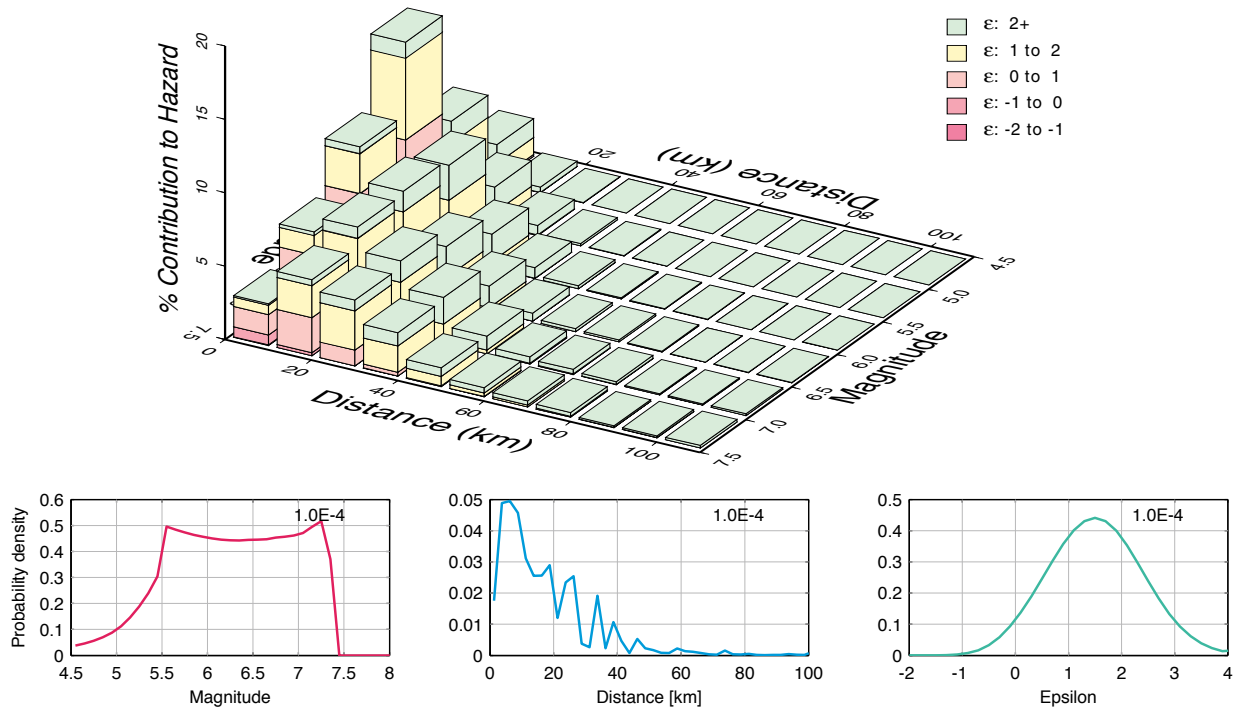 ε: 2+
ε: 1 to 2
ε: 0 to 1
ε: -1 to 0
ε: -2 to -1
% Contribution to Hazard
20
15
10
5
0
20
40
60
80
100
Distance (km)
20
40
60
80
100
Distance (km)
4.5
5.0
5.5
6.0
6.5
7.0
7.5
Magnitude
7.5
Probability density
0.6
0.5
0.4
0.3
0.2
0.1
0
1.0E-4
4.5 5 5.5 6 6.5 7 7.5 8
Magnitude
0.05
0.04
0.03
0.02
0.01
0
1.0E-4
0 20 40 60 80 100
Distance [km]
0.5
0.4
0.3
0.2
0.1
0
1.0E-4
-2 -1 0 1 2 3 4
Epsilon